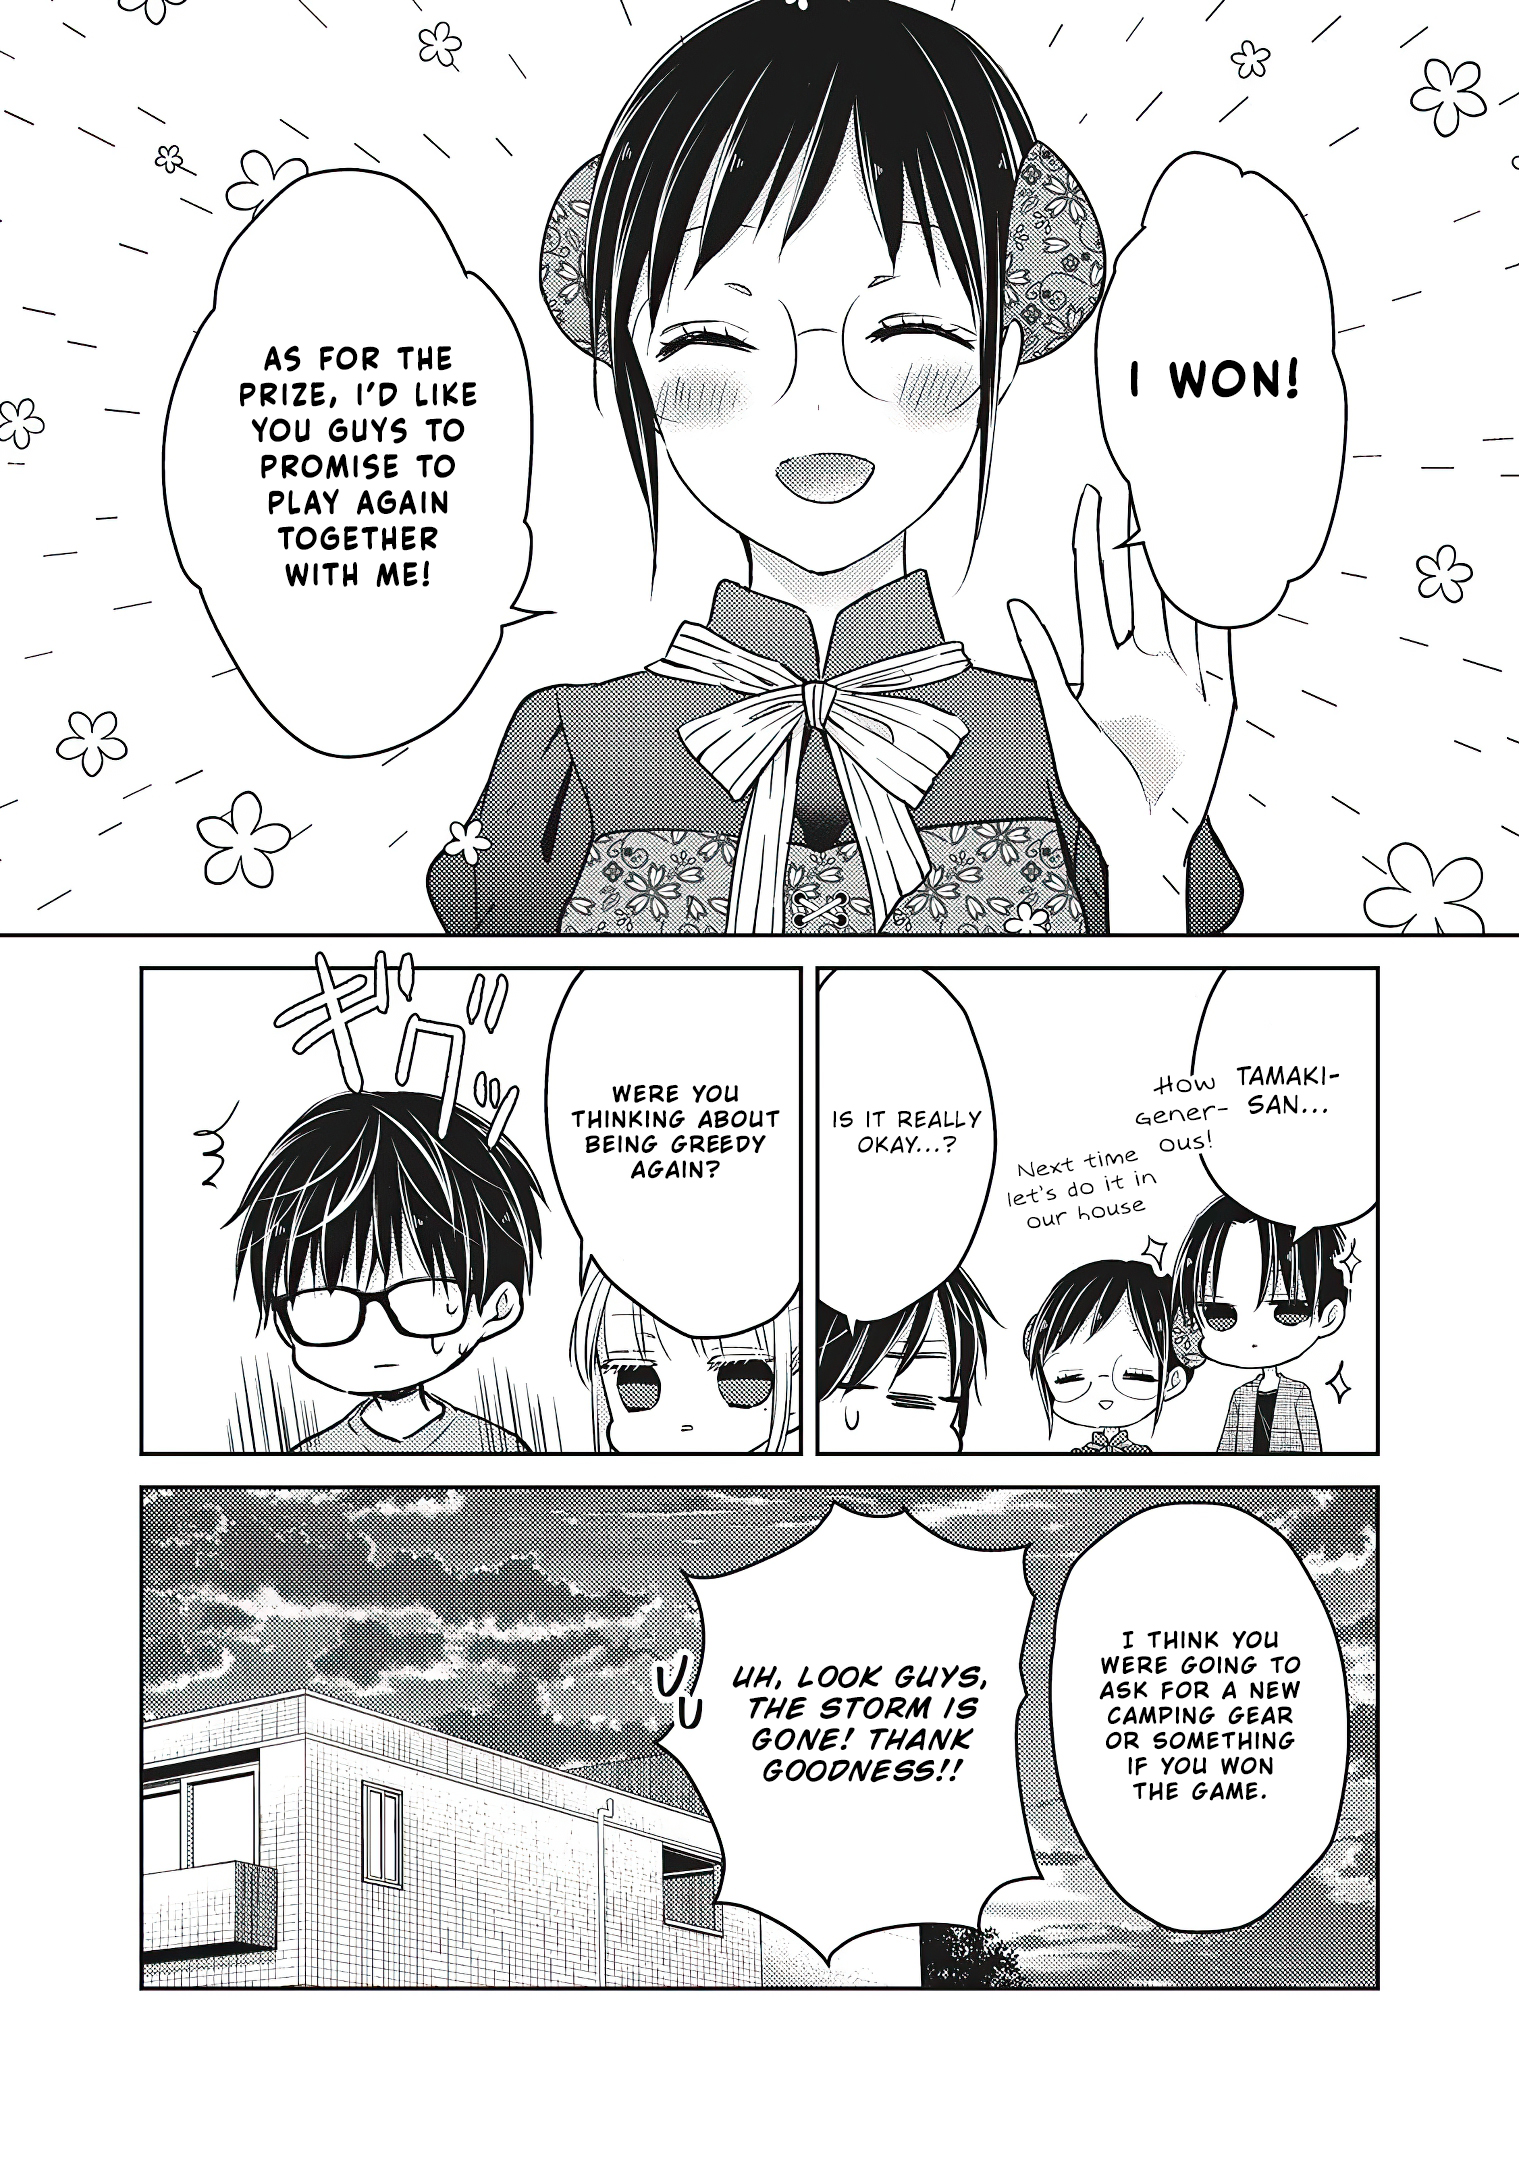 I WON!
AS FOR THE
PRIZE, I'D LIKE
YOU GUYS TO
PROMISE TO
PLAY AGAIN
TOGETHER
WITH ME!
TAMAKI-
SAN...
How
Gener-
ous!
Next time
let's do it in
our house
IS IT REALLY
OKAY...?
WERE YOU
THINKING ABOUT
BEING GREEDY
AGAIN?
ギグッ
I THINK YOU
WERE GOING TO
ASK FOR A NEW
CAMPING GEAR
OR SOMETHING
IF YOU WON
THE GAME.
UH, LOOK GUYS,
THE STORM IS
GONE! THANK
GOODNESS!!